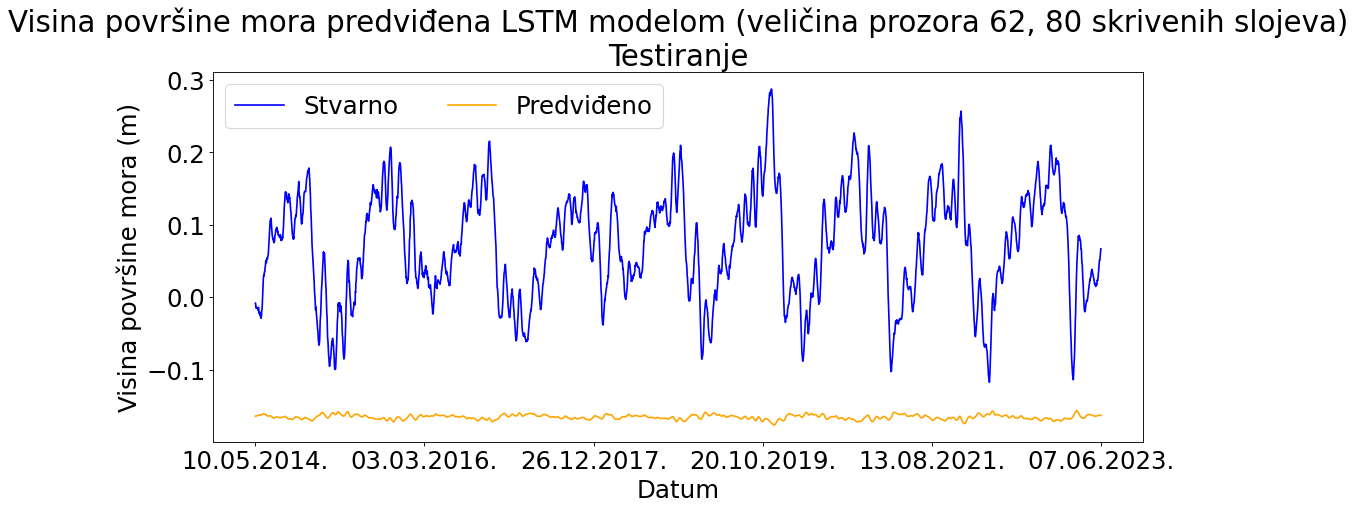 Visina površine mora predviđena LSTM modelom (veličina prozora 62, 80 skrivenih slojeva)
Testiranje
Stvarno
Predviđeno
Visina površine mora (m)
0.3
0.2
0.1
0.0
−0.1
10.05.2014.
03.03.2016.
26.12.2017.
20.10.2019.
13.08.2021.
07.06.2023.
Datum